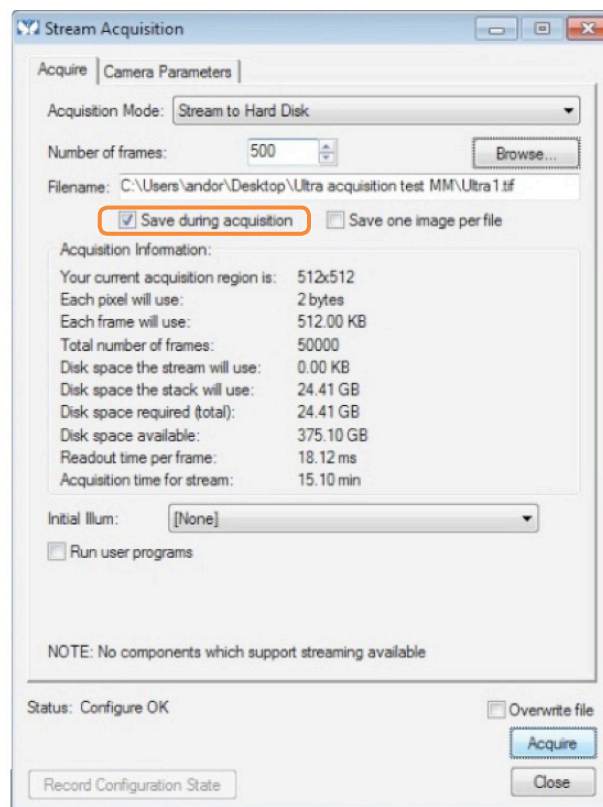 Stream Acquisition
Acquire Camera Parameters
Acquisition Mode: Stream to Hard Disk
Number of frames: 500 Browse...
Filename: C:\Users\andor\Desktop\Ultra acquisition test MM\Ultra1.tif
Save during acquisition Save one image per file
Acquisition Information:
Your current acquisition region is: 512x512
Each pixel will use: 2 bytes
Each frame will use: 512.00 KB
Total number of frames: 50000
Disk space the stream will use: 0.00 KB
Disk space the stack will use: 24.41 GB
Disk space required (total): 24.41 GB
Disk space available: 375.10 GB
Readout time per frame: 18.12 ms
Acquisition time for stream: 15.10 min
Initial Illum: [None]
Run user programs
NOTE: No components which support streaming available
Status: Configure OK
Overwrite file
Acquire
Record Configuration State Close